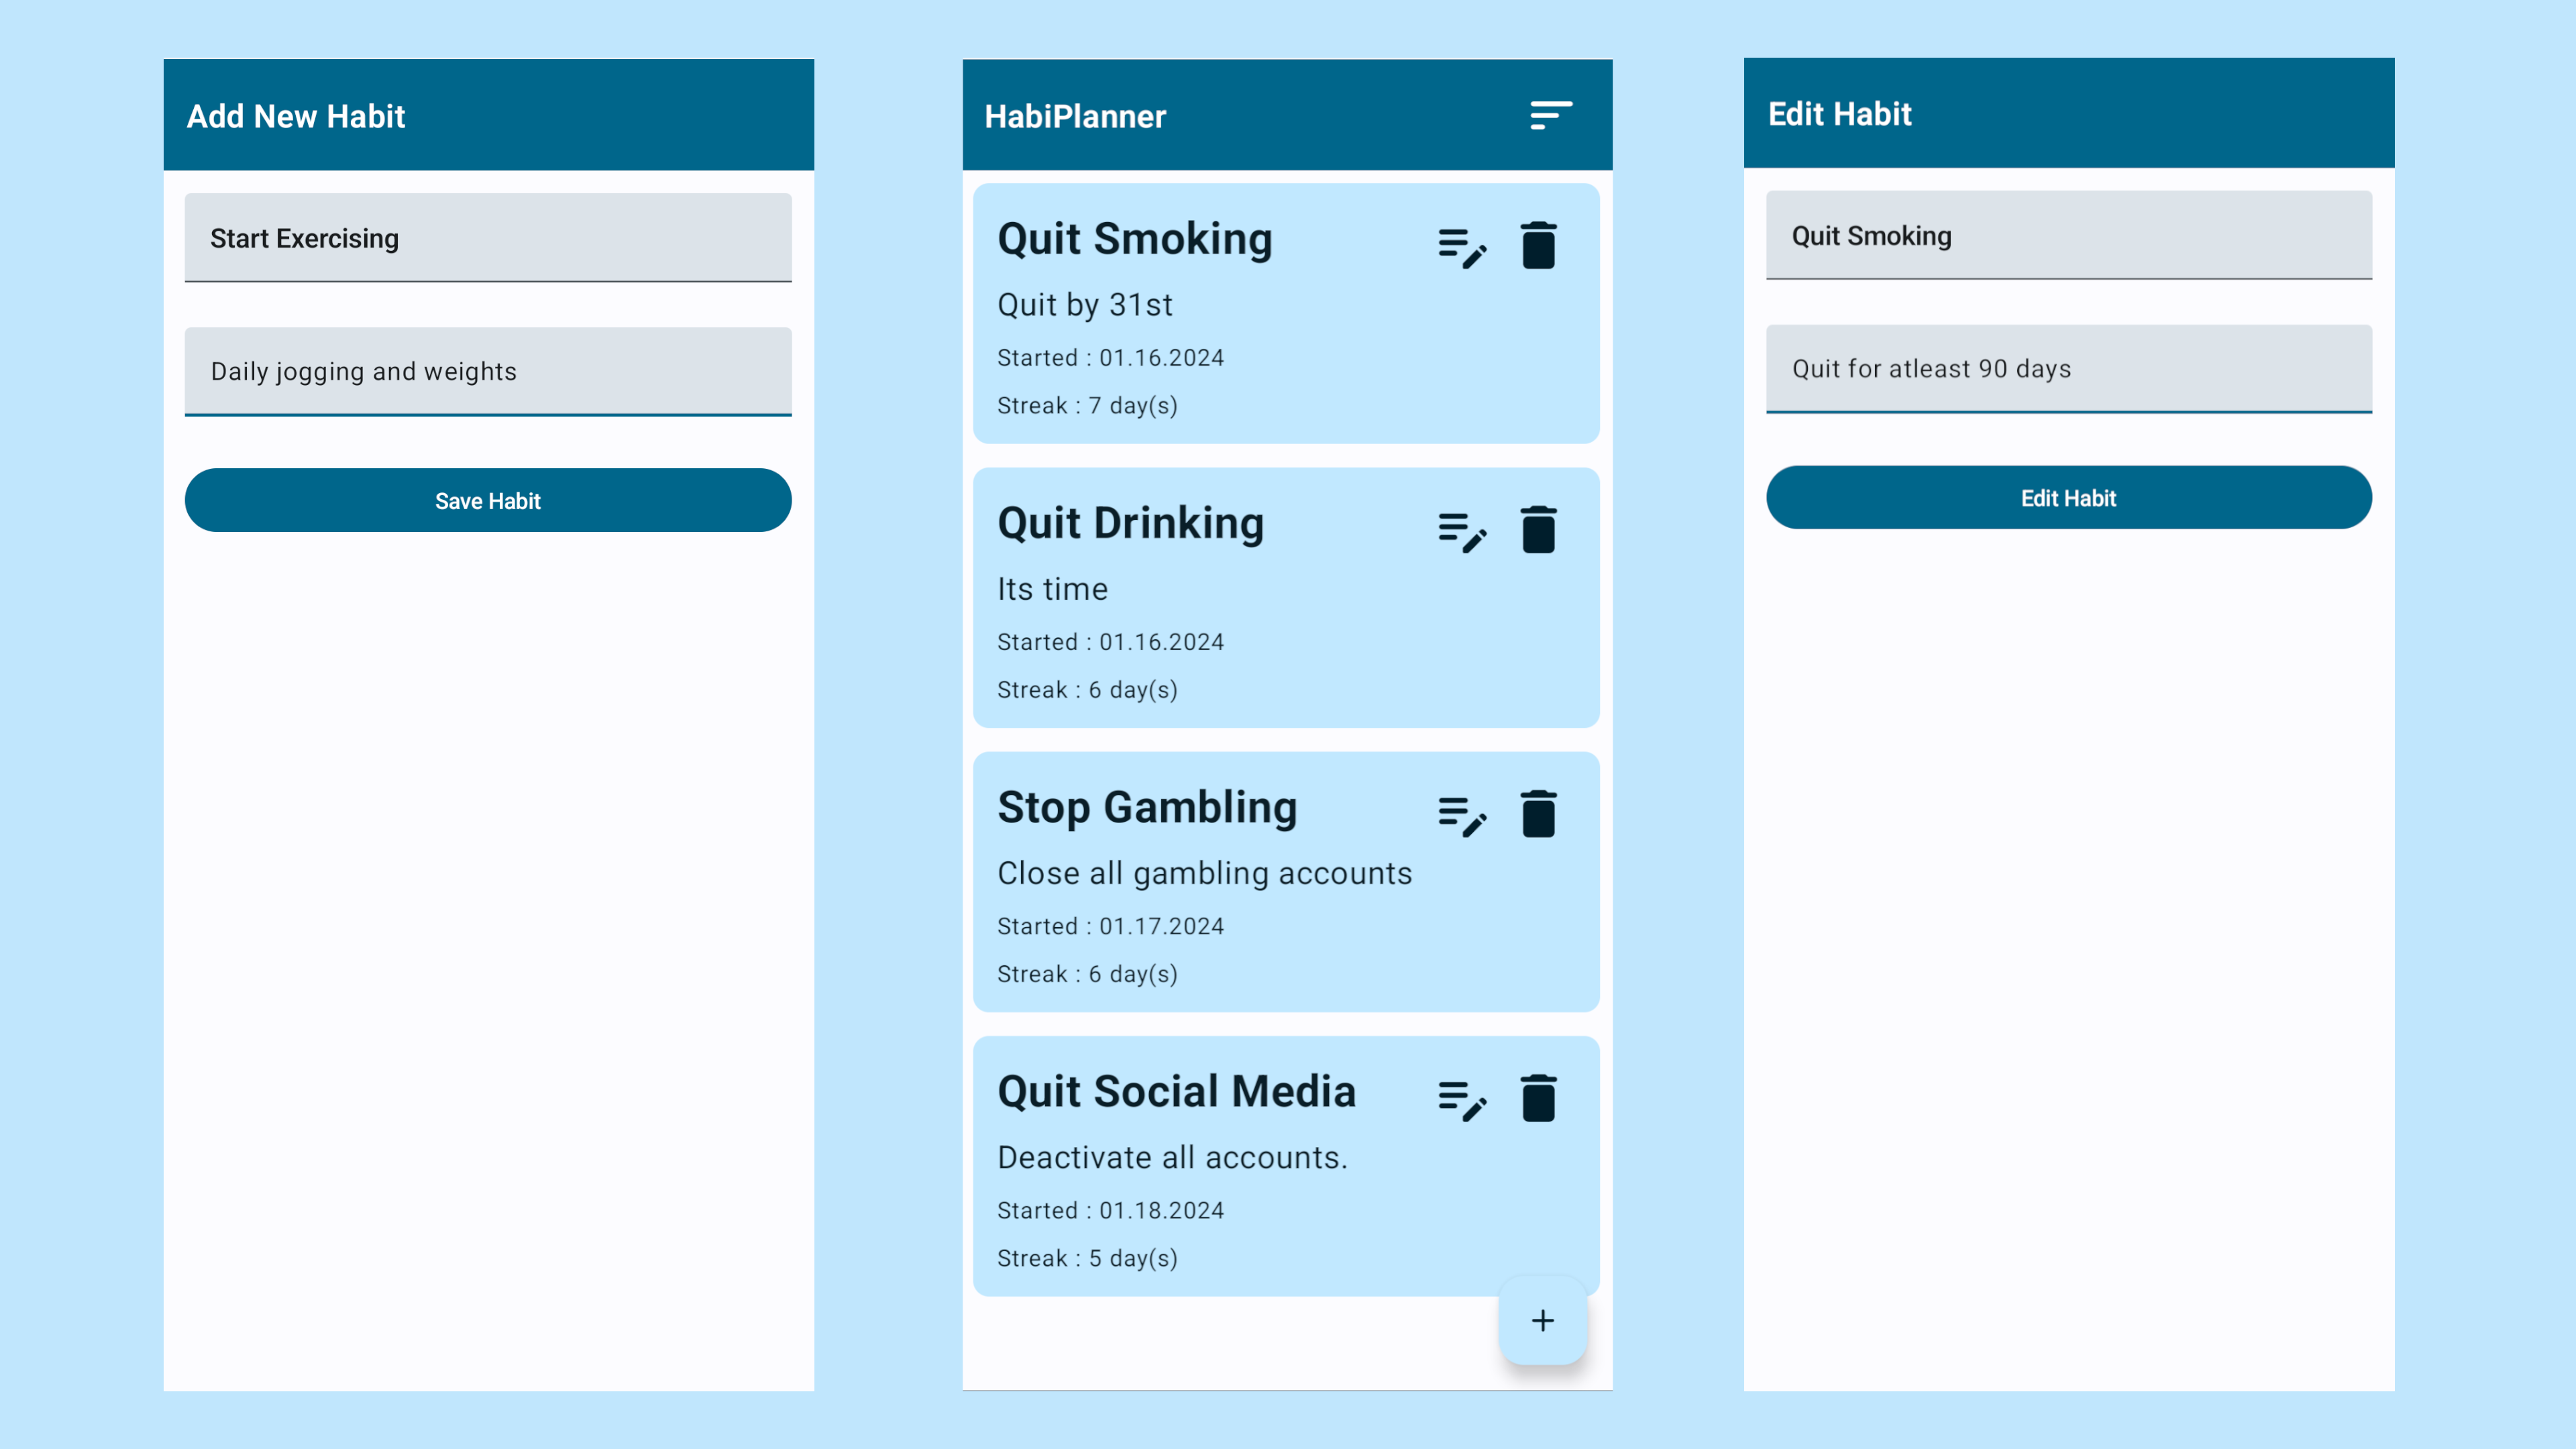 Add New Habit
Start Exercising
Daily jogging and weights
Save Habit
HabiPlanner
Quit Smoking
Quit by 31st
Started : 01.16.2024
Streak : 7 day(s)
Quit Drinking
Its time
Started : 01.16.2024
Streak : 6 day(s)
Stop Gambling
Close all gambling accounts
Started : 01.17.2024
Streak : 6 day(s)
Quit Social Media
Deactivate all accounts.
Started : 01.18.2024
Streak : 5 day(s)
+
Edit Habit
Quit Smoking
Quit for atleast 90 days
Edit Habit